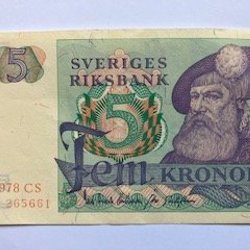 5
SVERIGES
RIKSBANK
5
Fem KRONOR
1978 CS
265661